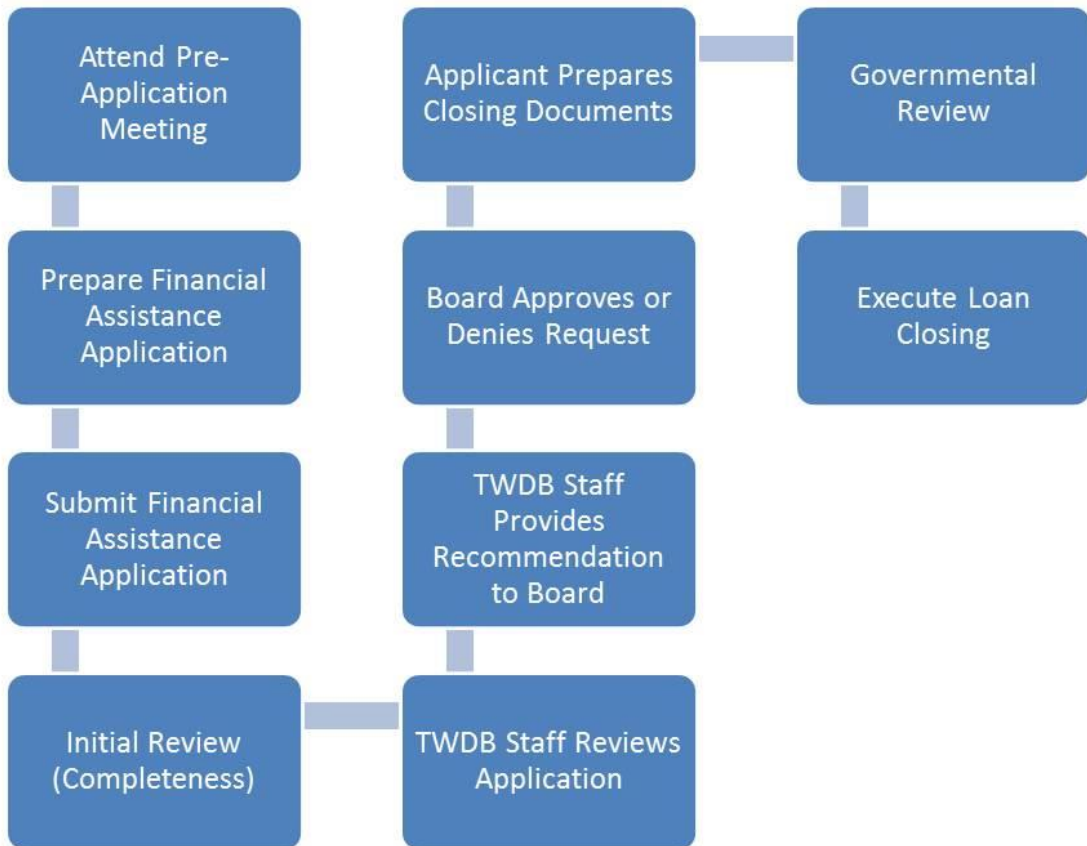 Attend Pre-
Application
Meeting
Prepare Financial
Assistance
Application
Submit Financial
Assistance
Application
Initial Review
(Completeness)
TWDB Staff Reviews
Application
TWDB Staff
Provides
Recommendation
to Board
Board Approves or
Denies Request
Applicant Prepares
Closing Documents
Governmental
Review
Execute Loan
Closing